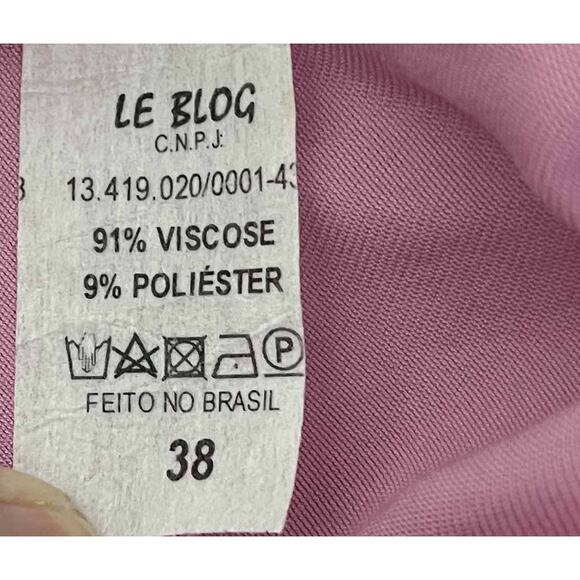 LE BLOG
C.N.P.J:
13.419.020/0001-43
91% VISCOSE
9% POLIÉSTER
P
FEITO NO BRASIL
38